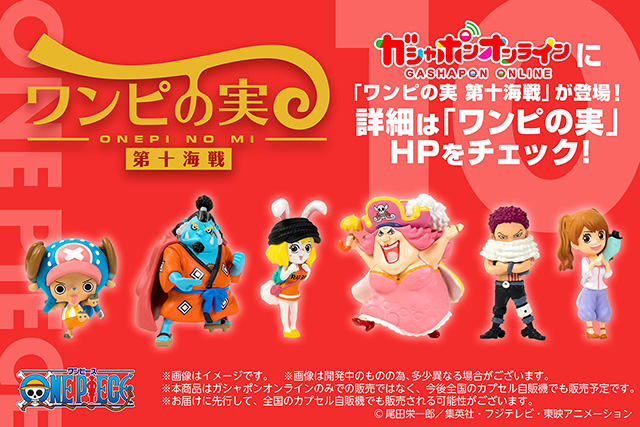 ONE PIECE
10
ワンピの実
ONEPI NO MI
第十海戦
ガシャポンオンラインに
GASHAPON ONLINE
「ワンピの実 第十海戦」が登場！
詳細は「ワンピの実」
HPをチェック！
ワンピース
ONE PIECE
※画像はイメージです。 ※画像は開発中のものの為、多少異なる場合がございます。
※本商品はガシャポンオンラインのみでの販売ではなく、今後全国のカプセル自販機でも販売予定です。
※お届けに先行して、全国のカプセル自販機でも販売される可能性がございます。
© 尾田栄一郎／集英社・フジテレビ・東映アニメーション